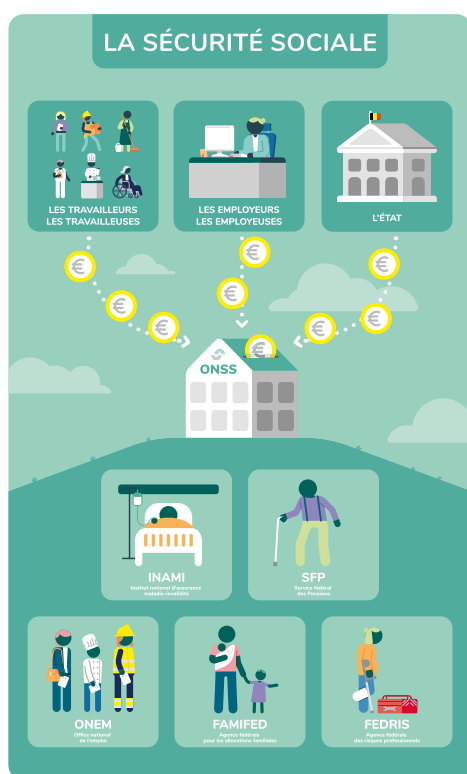 LA SÉCURITÉ SOCIALE
LES TRAVAILLEURS
LES TRAVAILLEUSES
LES EMPLOYEURS
LES EMPLOYEUSES
L'ÉTAT
€
€
€
€
€
€
€
€
ONSS
INAMI
Institut national d'assurance
maladie-invalidité
SFP
Service fédéral
des Pensions
ONEM
Office national
de l'emploi
FAMIFED
Agence fédérale
pour les allocations familiales
FEDRIS
Agence fédérale
des risques professionnels